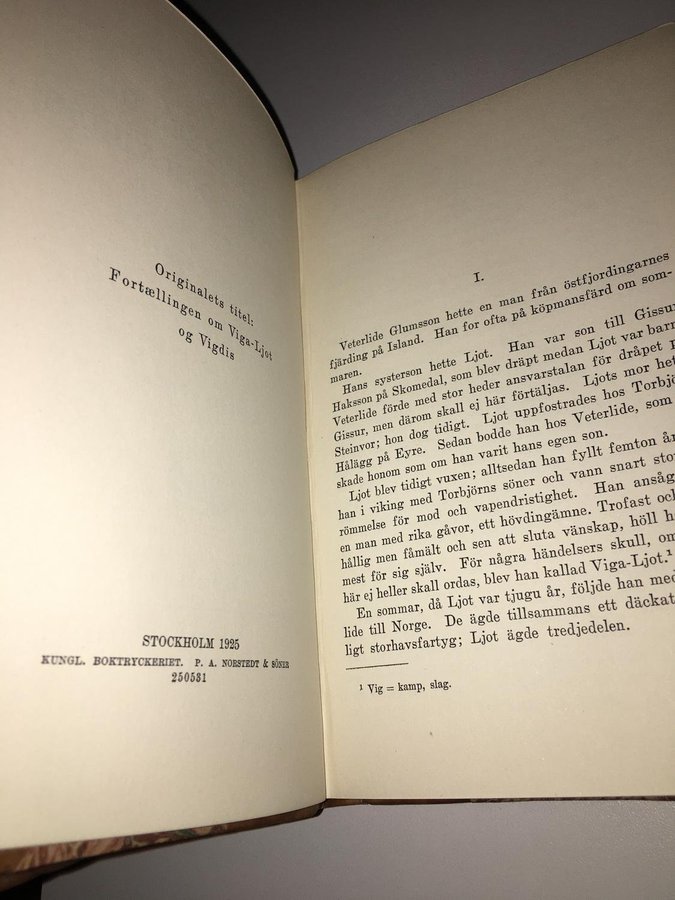 Originalets titel:
Fortællingen om Viga-Ljot
og Vigdis
STOCKHOLM 1925
KUNGL. BOKTRYCKERIET. P. A. NORSTEDT & SÖNER
250531
I.
Veterlide Glumsson hette en man från östfjordingarnes
fjärding på Island. Han for ofta på köpmansfärd om som-
maren.
Hans systerson hette Ljot. Han var son till Gissur
Haksson på Skomedal, som blev dräpt medan Ljot var barn
Veterlide förde med stor heder ansvarstalan för dråpet
Gissur, men därom skall ej här förtäljas. Ljots mor het
Steinvor; hon dog tidigt. Ljot uppfostrades hos Torbjö
Hålägg på Eyre. Sedan bodde han hos Veterlide, som
skade honom som om han varit hans egen son.
Ljot blev tidigt vuxen; alltsedan han fyllt femton år
han i viking med Torbjörns söner och vann snart stor
römmelse för mod och vapendristighet. Han ansåg
en man med rika gåvor, ett hövdingämne. Trofast och
hållig men fåmält och sen att sluta vänskap, höll h
mest för sig själv. För några händelsers skull, om
här ej heller skall ordas, blev han kallad Viga-Ljot.¹
En sommar, då Ljot var tjugu år, följde han med
lide till Norge. De ägde tillsammans ett däckat
ligt storhavsfartyg; Ljot ägde tredjedelen.
¹ Vig = kamp, slag.